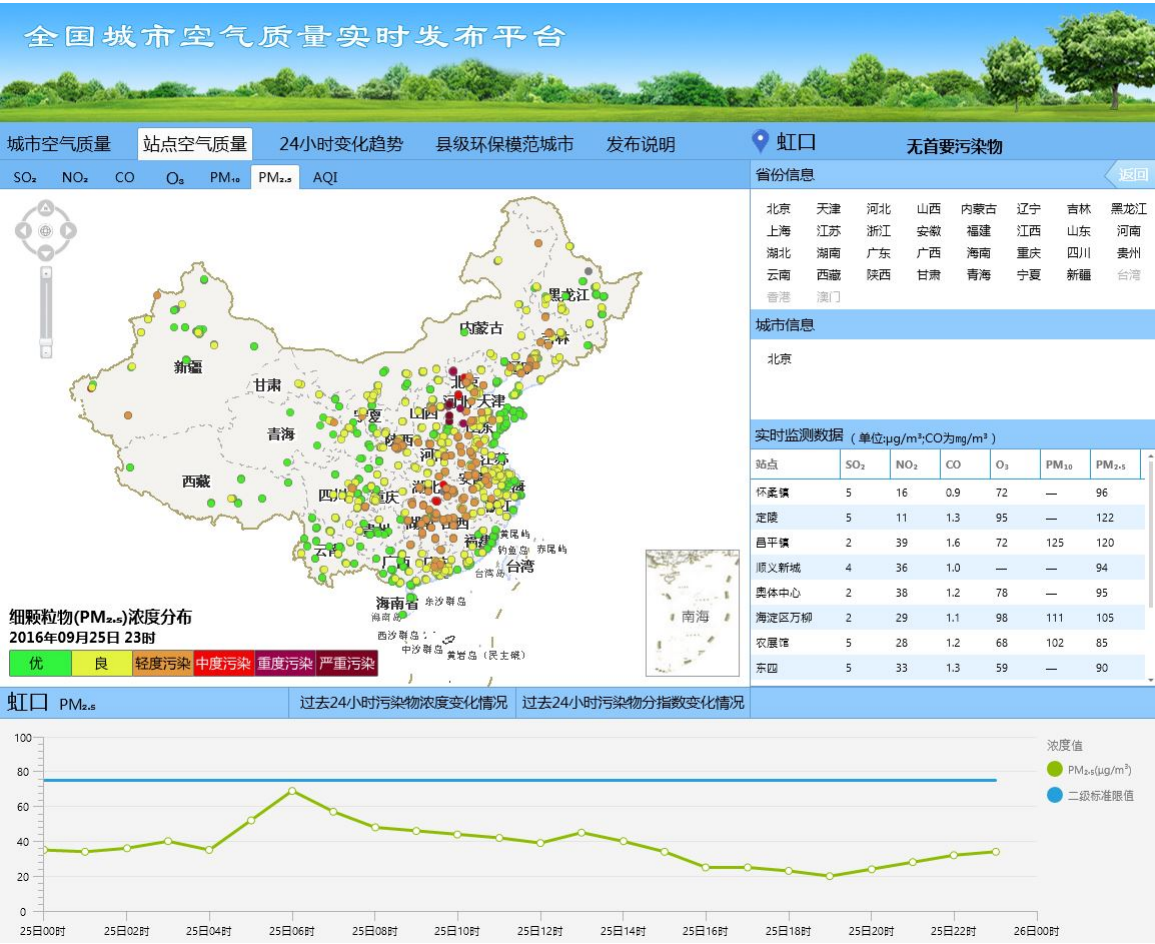 全国城市空气质量实时发布平台
城市空气质量 站点空气质量 24小时变化趋势 县级环保模范城市 发布说明
虹口 无首要污染物
SO₂ NO₂ CO O₃ PM₁₀ PM₂.₅ AQI
省份信息 返回
北京 天津 河北 山西 内蒙古 辽宁 吉林 黑龙江
上海 江苏 浙江 安徽 福建 江西 山东 河南
湖北 湖南 广东 广西 海南 重庆 四川 贵州
云南 西藏 陕西 甘肃 青海 宁夏 新疆 台湾
香港 澳门
城市信息
北京
实时监测数据 (单位:μg/m³;CO为mg/m³)
站点 SO₂ NO₂ CO O₃ PM₁₀ PM₂.₅
怀柔镇 5 16 0.9 72 — 96
定陵 5 11 1.3 95 — 122
昌平镇 2 39 1.6 72 125 120
顺义新城 4 36 1.0 — — 94
奥体中心 2 38 1.2 78 — 95
海淀区万柳 2 29 1.1 98 111 105
农展馆 5 28 1.2 68 102 85
东四 5 33 1.3 59 — 90
黑龙江
内蒙古
吉林
新疆
甘肃
北京
河北 天津
山西
青海
陕西
江苏
西藏
四川
湖北
云南
福建
黄尾屿
钓鱼岛 赤尾屿
台湾岛 台湾
海南省 东沙群岛
海南岛
西沙群岛
中沙群岛 黄岩岛 (民主礁)
南海
细颗粒物(PM₂.₅)浓度分布
2016年09月25日 23时
优 良 轻度污染 中度污染 重度污染 严重污染
虹口 PM₂.₅ 过去24小时污染物浓度变化情况 过去24小时污染物分指数变化情况
100
80
60
40
20
0
25日00时 25日02时 25日04时 25日06时 25日08时 25日10时 25日12时 25日14时 25日16时 25日18时 25日20时 25日22时 26日00时
浓度值
PM₂.₅(μg/m³)
二级标准限值